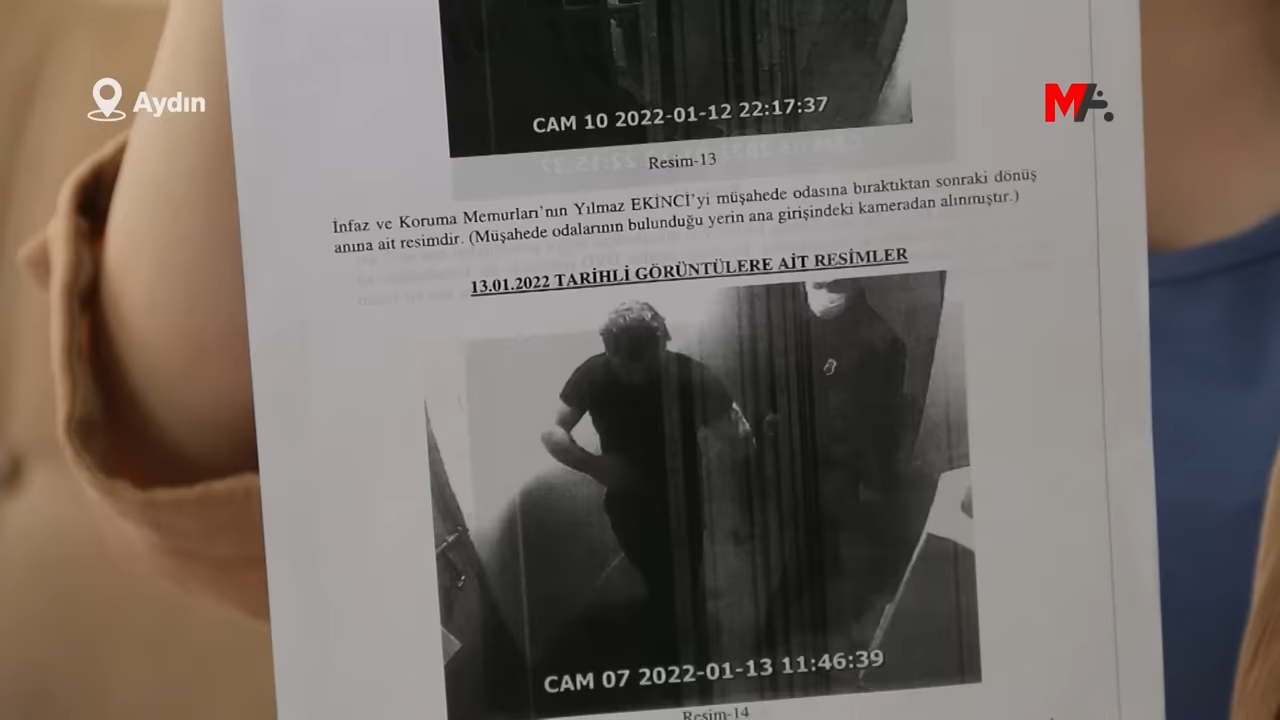 Aydın
MA
CAM 10 2022-01-12 22:17:37
Resim-13
İnfaz ve Koruma Memurları'nın Yılmaz EKİNCİ'yi müşahede odasına bıraktıktan sonraki dönüş
anına ait resimdir. (Müşahede odalarının bulunduğu yerin ana girişindeki kameradan alınmıştır.)
13.01.2022 TARİHLİ GÖRÜNTÜLERE AİT RESİMLER
CAM 07 2022-01-13 11:46:39
Resim-14